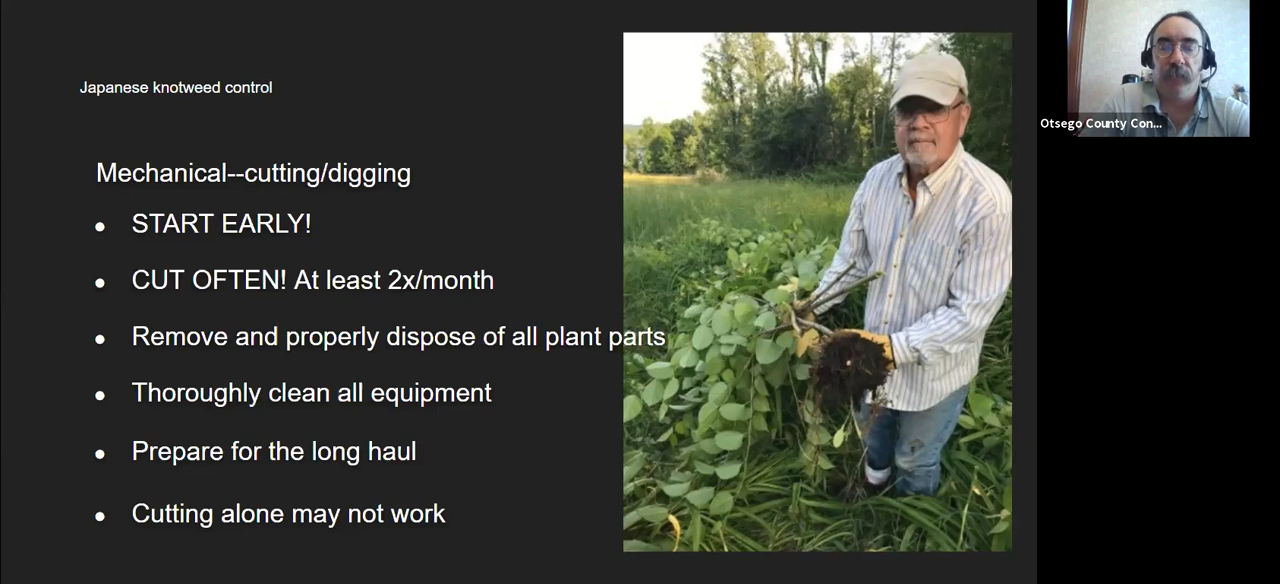 Japanese knotweed control
Mechanical--cutting/digging
● START EARLY!
● CUT OFTEN! At least 2x/month
● Remove and properly dispose of all plant parts
● Thoroughly clean all equipment
● Prepare for the long haul
● Cutting alone may not work
Otsego County Con...